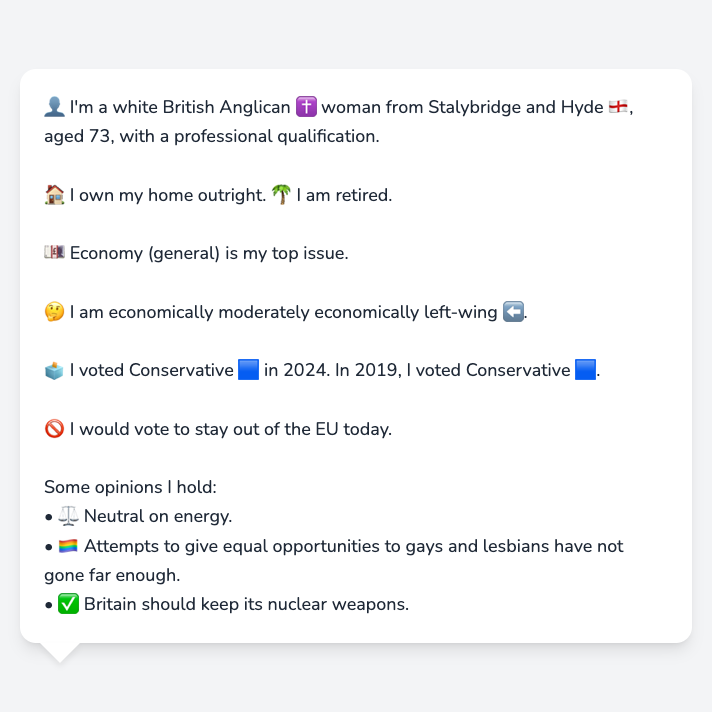 👤 I'm a white British Anglican ✝️ woman from Stalybridge and Hyde 🏴󠁧󠁢󠁥󠁮󠁧󠁿,
aged 73, with a professional qualification.
🏠 I own my home outright. 🌴 I am retired.
💷 Economy (general) is my top issue.
🤔 I am economically moderately economically left-wing ⬅️.
🗳️ I voted Conservative 🟦 in 2024. In 2019, I voted Conservative 🟦.
🚫 I would vote to stay out of the EU today.
Some opinions I hold:
• ⚖️ Neutral on energy.
• 🏳️‍🌈 Attempts to give equal opportunities to gays and lesbians have not
gone far enough.
• ✅ Britain should keep its nuclear weapons.